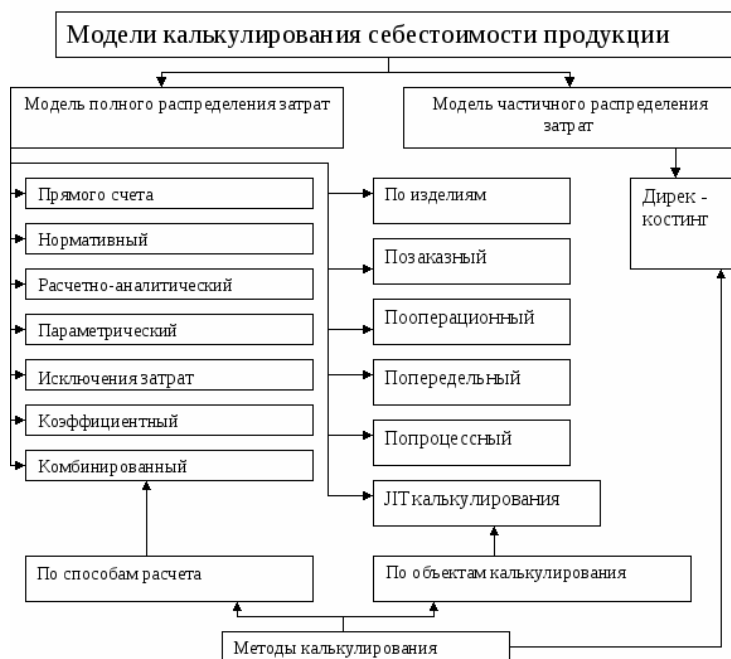 Модели калькулирования себестоимости продукции
Модель полного распределения затрат
Модель частичного распределения
затрат
Прямого счета
Нормативный
Расчетно-аналитический
Параметрический
Исключения затрат
Коэффициентный
Комбинированный
По изделиям
Позаказный
Пооперационный
Попередельный
Попроцессный
JIT калькулирования
Дирек -
костинг
По способам расчета
По объектам калькулирования
Методы калькулирования